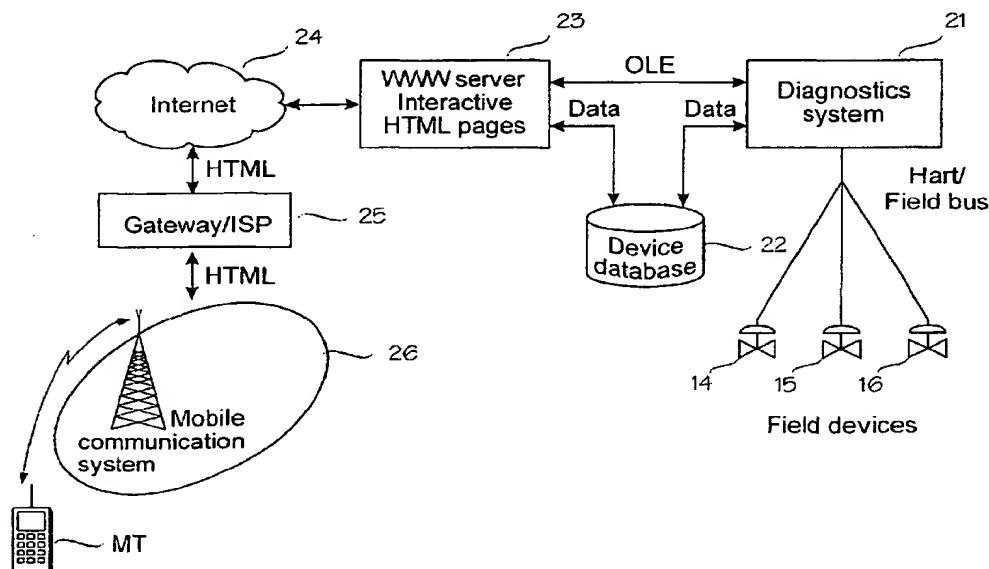 24
Internet
HTML
Gateway/ISP
25
HTML
26
Mobile
communication
system
MT
23
WWW server
Interactive
HTML pages
OLE
Data
Data
Device
database
22
21
Diagnostics
system
Hart/
Field bus
14
15
16
Field devices